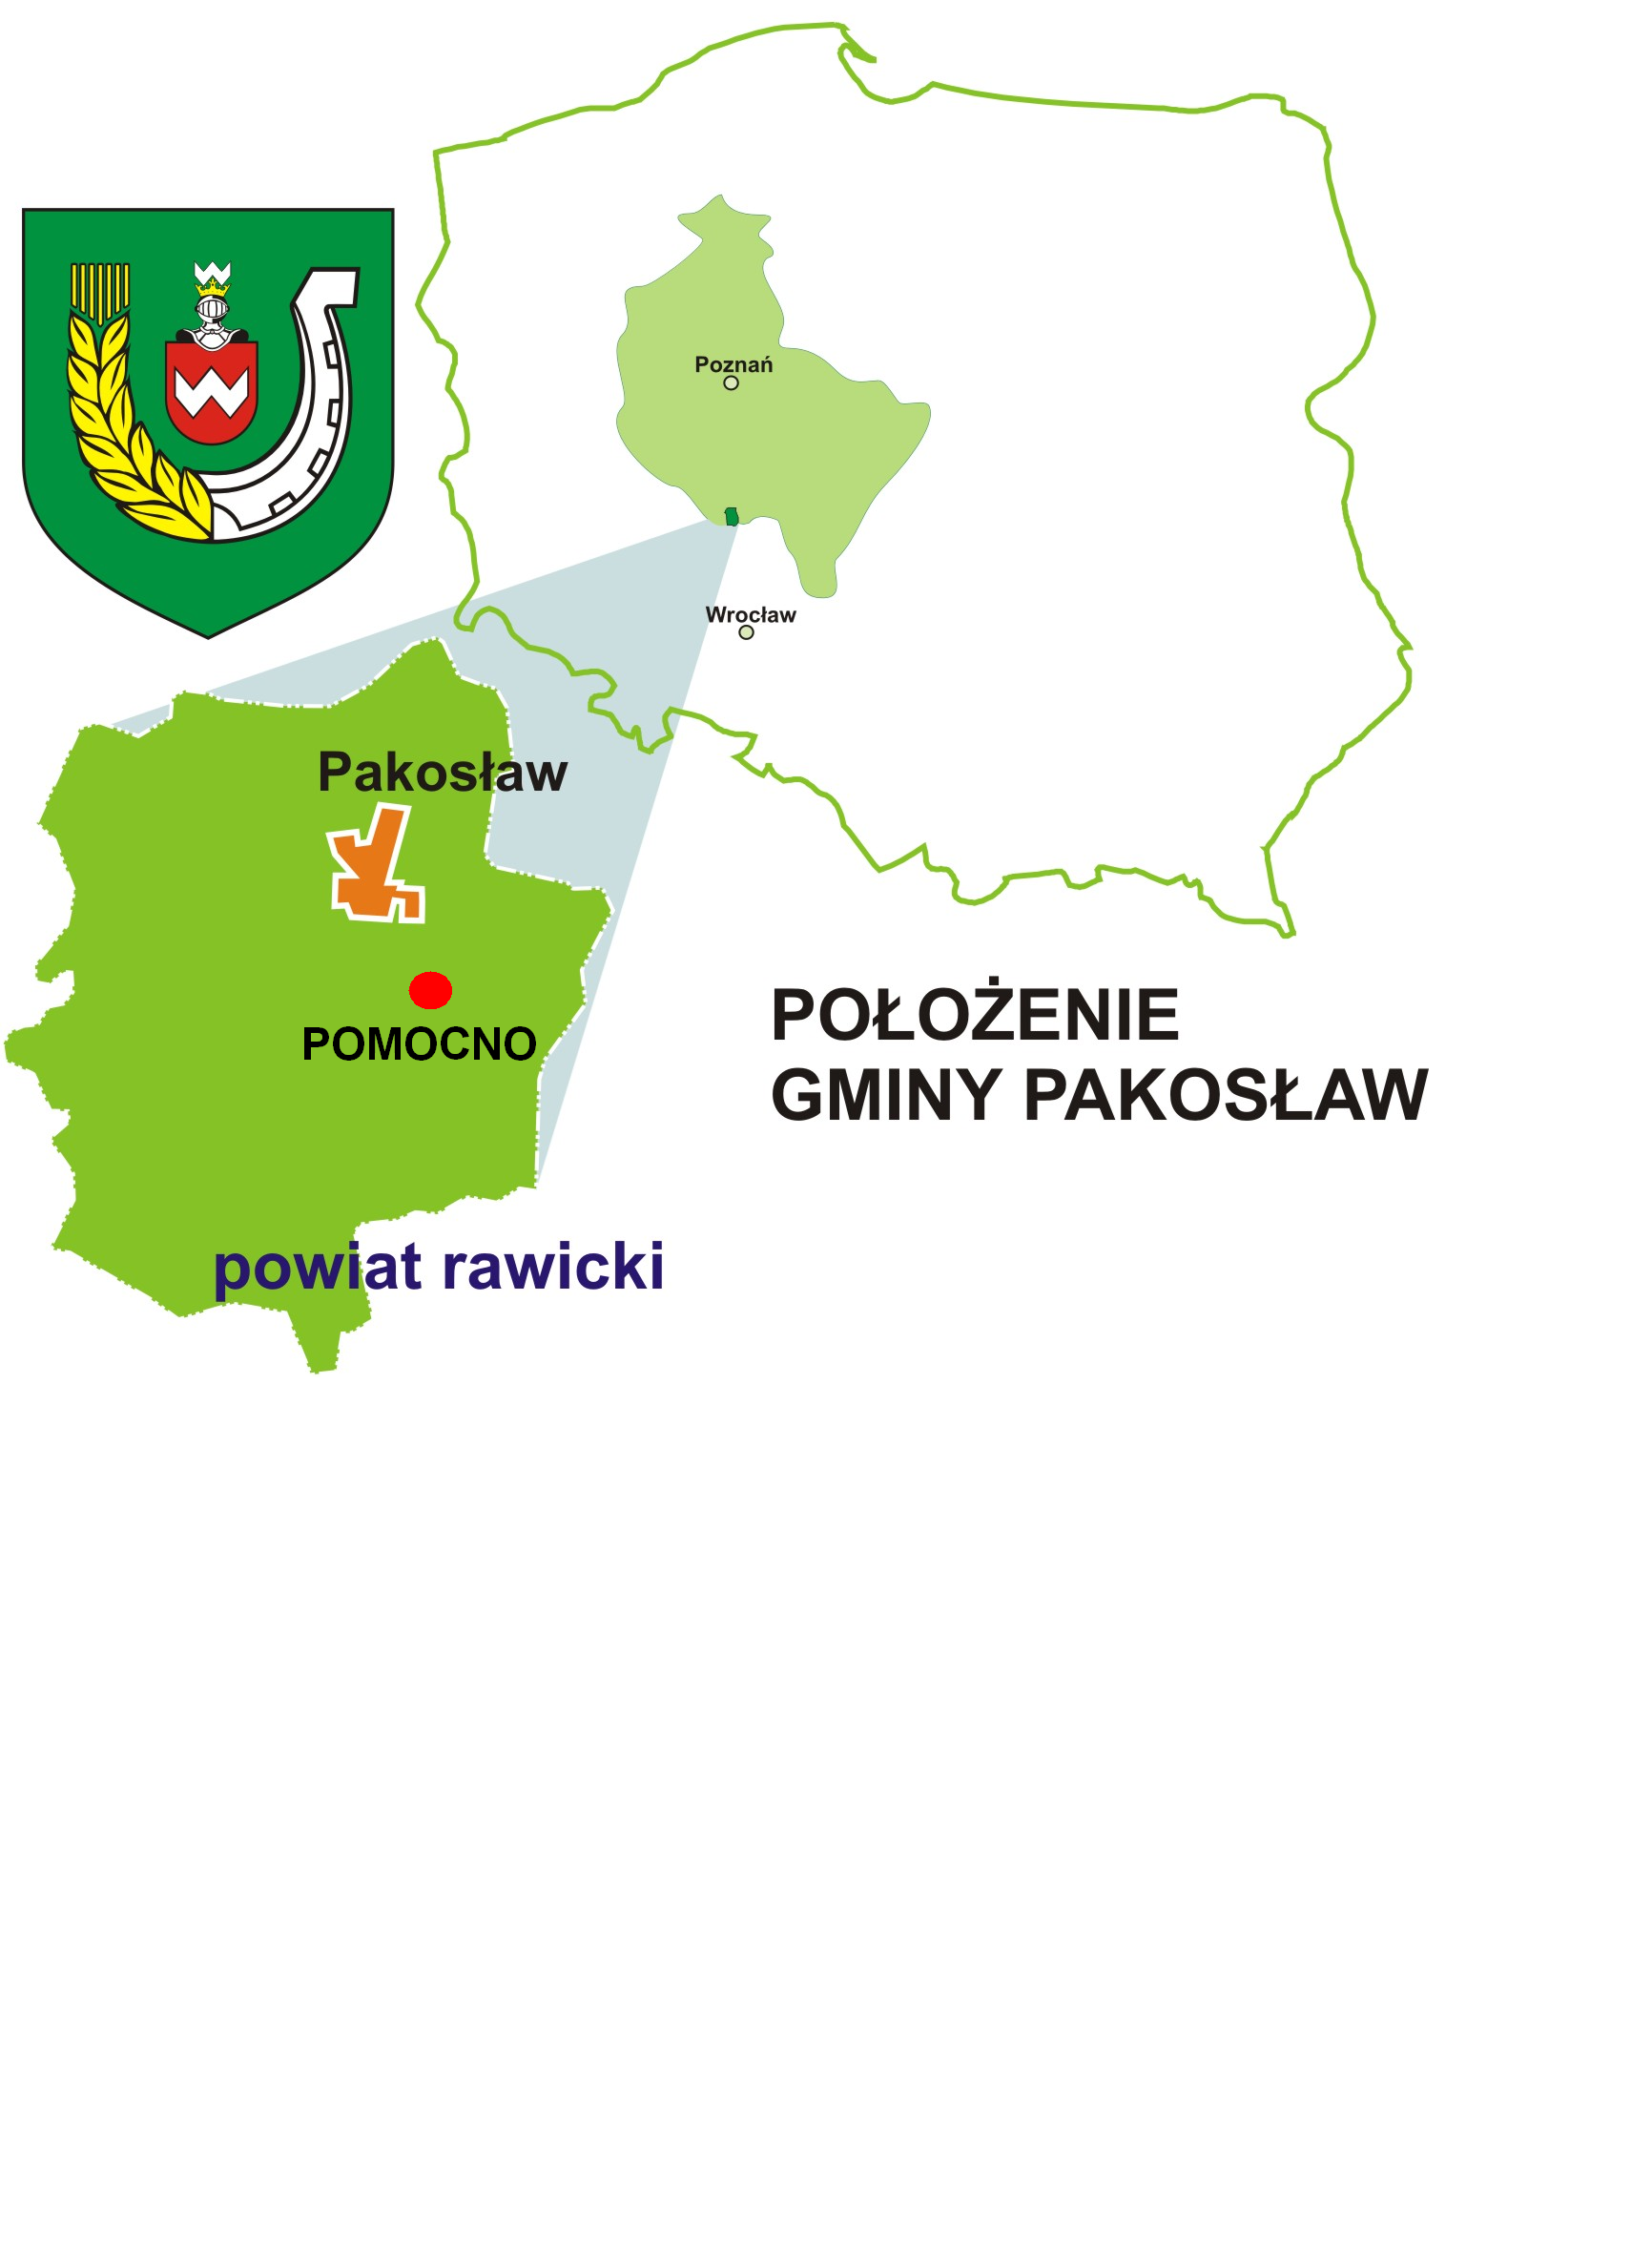 Poznań
Wrocław
Pakosław
POMOCNO
POŁOŻENIE
GMINY PAKOSŁAW
powiat rawicki